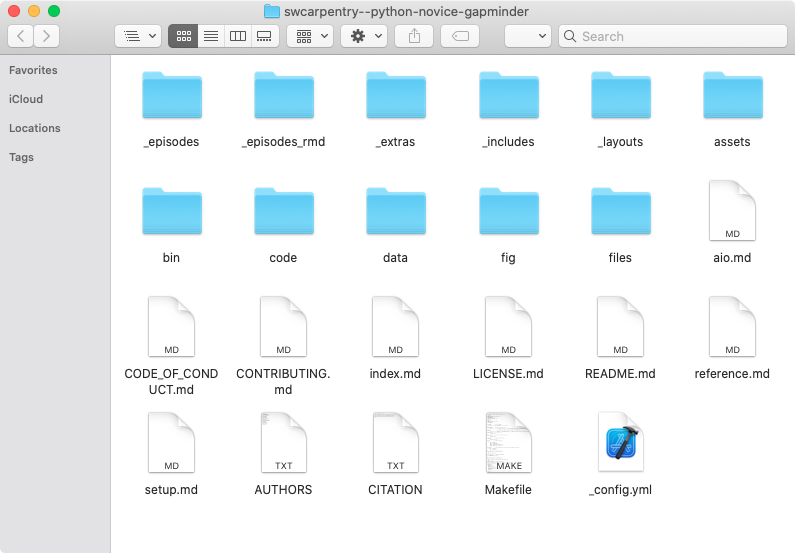 swcarpentry--python-novice-gapminder
Search
Favorites
iCloud
Locations
Tags
_episodes
_episodes_rmd
_extras
_includes
_layouts
assets
bin
code
data
fig
files
MD
aio.md
MD
CODE_OF_COND
UCT.md
MD
CONTRIBUTING.
md
MD
index.md
MD
LICENSE.md
MD
README.md
MD
reference.md
MD
setup.md
TXT
AUTHORS
TXT
CITATION
MAKE
Makefile
_config.yml